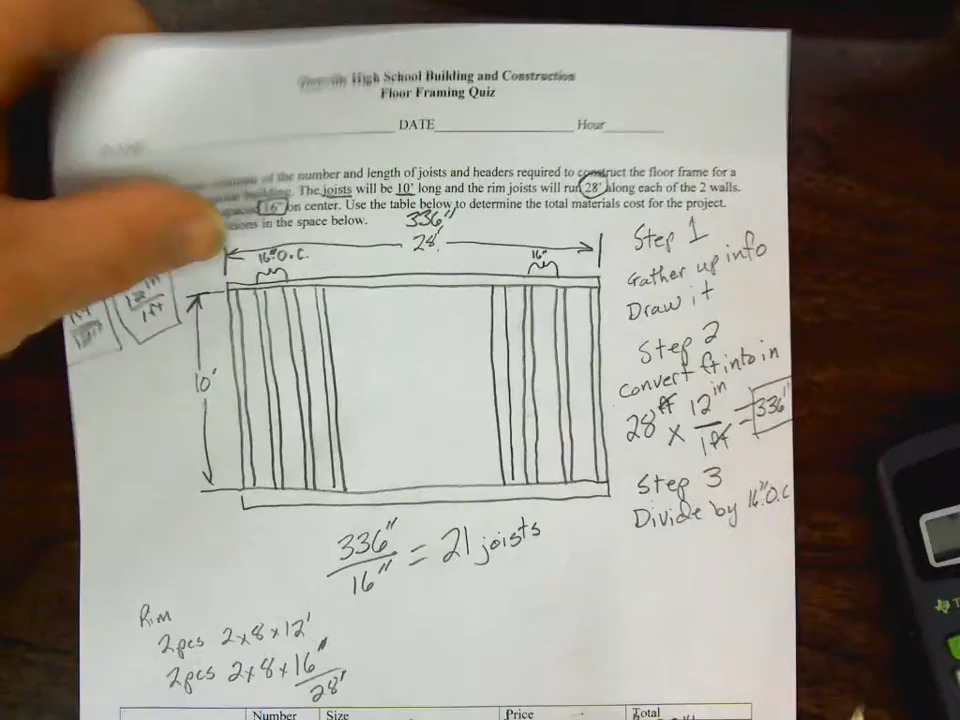 High School Building and Construction
Floor Framing Quiz
DATE Hour
of the number and length of joists and headers required to construct the floor frame for a
The joists will be 10' long and the rim joists will run 28' along each of the 2 walls.
16" on center. Use the table below to determine the total materials cost for the project.
in the space below.
336"
28'
16" O.C.
16"
10'
12 in
1 ft
Step 1
Gather up info
Draw it
Step 2
convert ft into in
28 ft x 12 in / 1 ft = 336"
Step 3
Divide by 16" O.C
336" / 16" = 21 joists
Rim
2pcs 2x8x12'
2pcs 2x8x16"
28'
Number Size Price Total